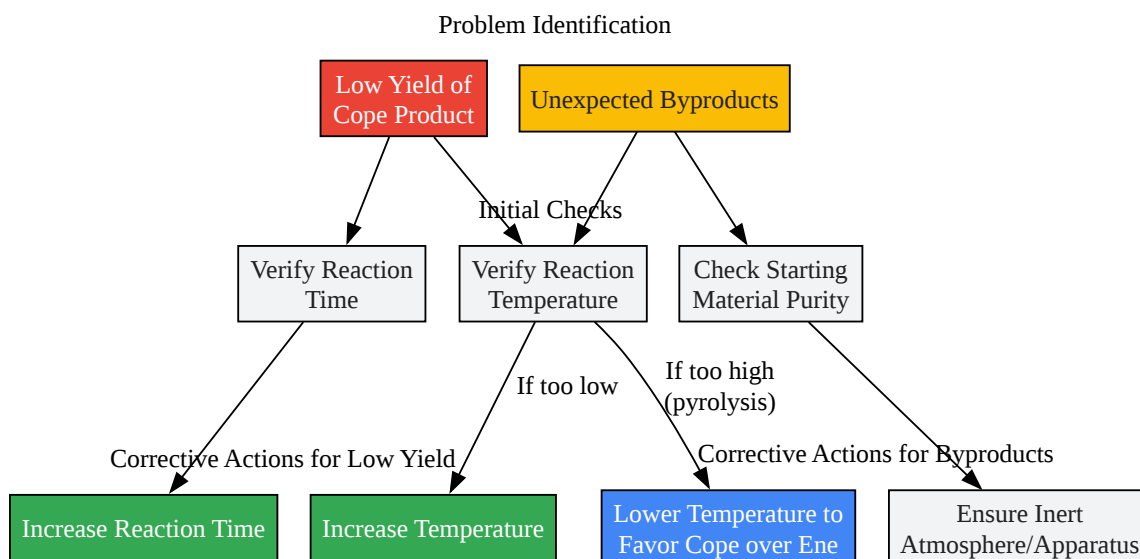 Problem Identification
Low Yield of
Cope Product
Unexpected Byproducts
Initial Checks
Verify Reaction
Time
Verify Reaction
Temperature
Check Starting
Material Purity
If too low
If too high
(pyrolysis)
Corrective Actions for Low Yield
Corrective Actions for Byproducts
Increase Reaction Time
Increase Temperature
Lower Temperature to
Favor Cope over Ene
Ensure Inert
Atmosphere/Apparatus